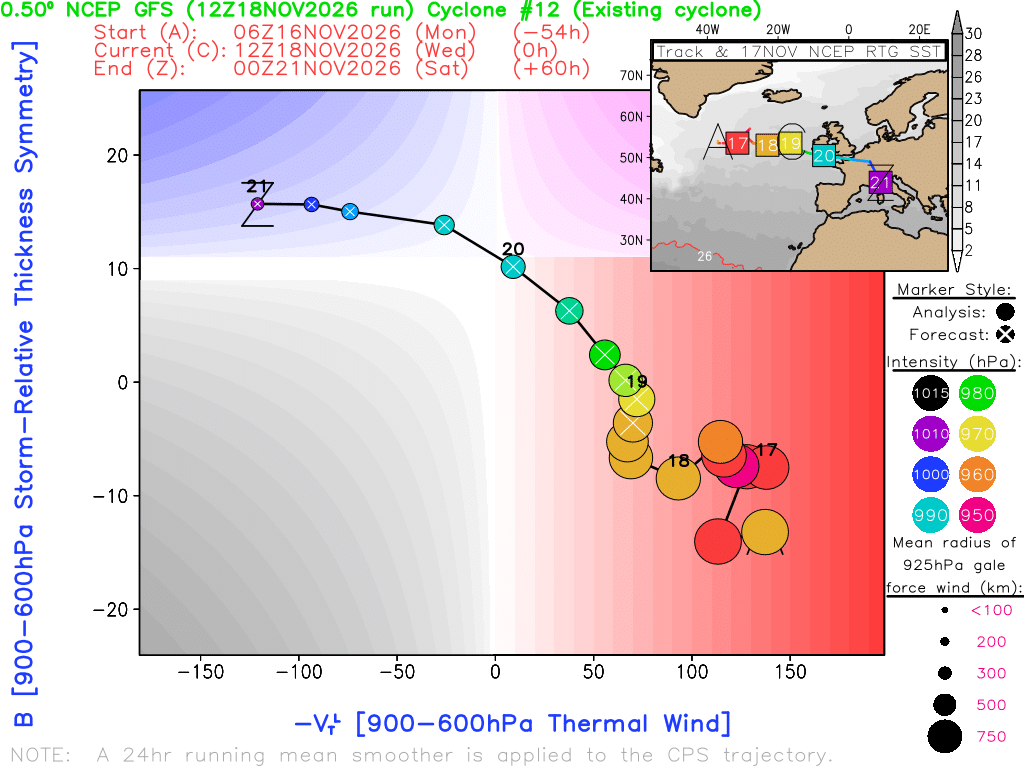 0.50° NCEP GFS (12Z18NOV2026 run) Cyclone #12 (Existing cyclone)
Start (A): 06Z16NOV2026 (Mon) (−54h)
Current (C): 12Z18NOV2026 (Wed) (0h)
End (Z): 00Z21NOV2026 (Sat) (+60h)
40W 20W 0 20E
Track & 17NOV NCEP RTG SST
70N
60N
50N
40N
30N
A 17 18 C 19 20 21 Z
0
26
30
28
26
23
20
17
14
11
8
5
2
B [900−600hPa Storm−Relative Thickness Symmetry]
20
10
0
−10
−20
21
Z
20
19
18
17
−150 −100 −50 0 50 100 150
−VTL [900−600hPa Thermal Wind]
Marker Style:
Analysis:
Forecast:
Intensity (hPa):
1015 980
1010 970
1000 960
990 950
Mean radius of
925hPa gale
force wind (km):
<100
200
300
500
750
NOTE: A 24hr running mean smoother is applied to the CPS trajectory.